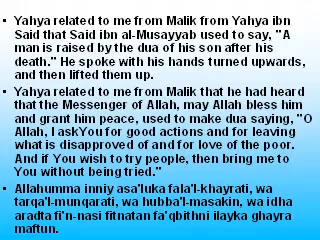 • Yahya related to me from Malik from Yahya ibn
Said that Said ibn al-Musayyab used to say, "A
man is raised by the dua of his son after his
death." He spoke with his hands turned upwards,
and then lifted them up.
• Yahya related to me from Malik that he had heard
that the Messenger of Allah, may Allah bless him
and grant him peace, used to make dua saying, "O
Allah, I askYou for good actions and for leaving
what is disapproved of and for love of the poor.
And if You wish to try people, then bring me to
You without being tried."
• Allahumma inniy asa'luka fala'l-khayrati, wa
tarqa'l-munqarati, wa hubba'l-masakin, wa idha
aradta fi'n-nasi fitnatan fa'qbithni ilayka ghayra
maftun.